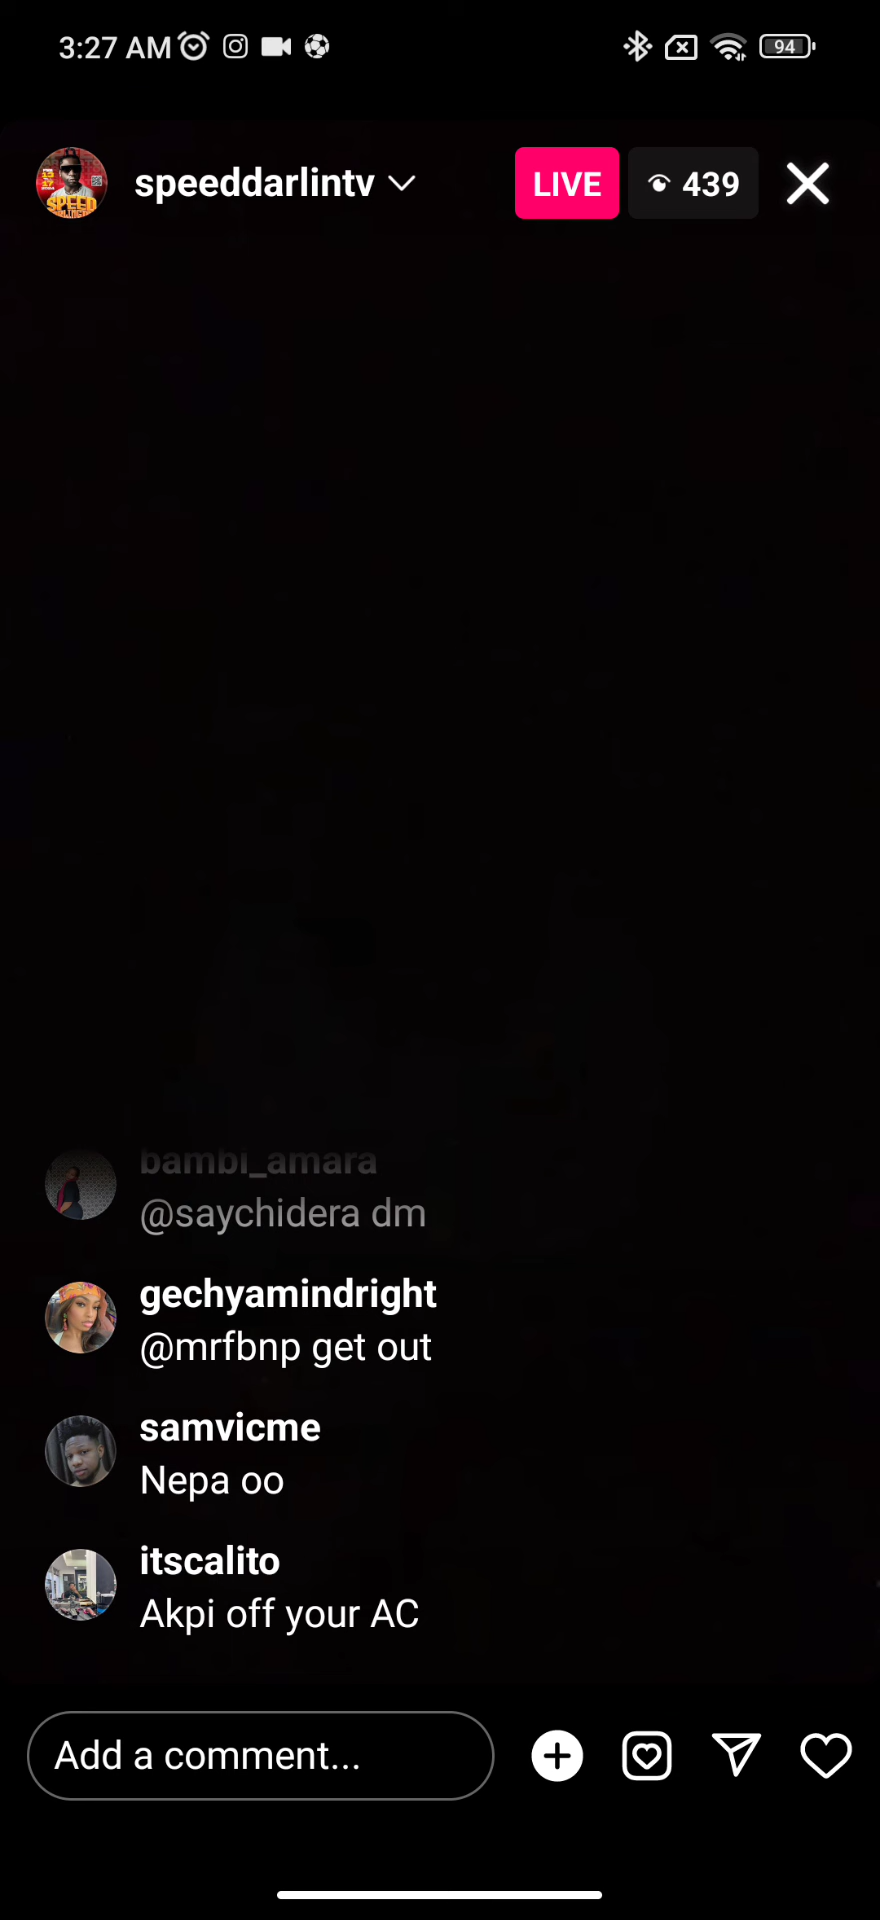 3:27 AM
94
speeddarlintv
LIVE
439
SPEED
bambi_amara
@saychidera dm
gechyamindright
@mrfbnp get out
samvicme
Nepa oo
itscalito
Akpi off your AC
Add a comment...